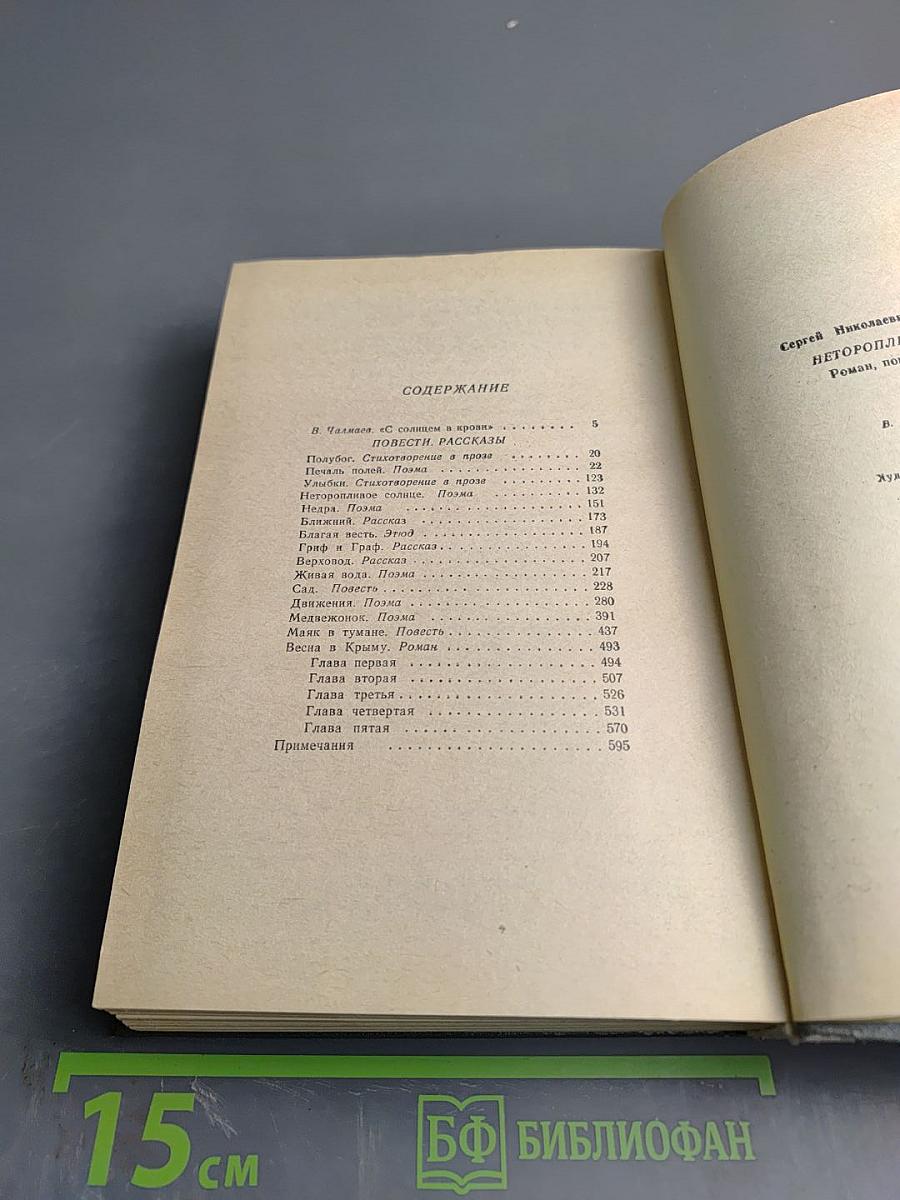 СОДЕРЖАНИЕ
В. Чалмаев. «С солнцем в крови» . . . . . . . . 5
ПОВЕСТИ. РАССКАЗЫ
Полубог. Стихотворение в прозе . . . . . . . . 20
Печаль полей. Поэма . . . . . . . . . . . . . . 22
Улыбки. Стихотворение в прозе . . . . . . . . 123
Неторопливое солнце. Поэма . . . . . . . . . . 132
Недра. Поэма . . . . . . . . . . . . . . . . . 151
Ближний. Рассказ . . . . . . . . . . . . . . . 173
Благая весть. Этюд . . . . . . . . . . . . . . 187
Гриф и Граф. Рассказ . . . . . . . . . . . . . 194
Верховод. Рассказ . . . . . . . . . . . . . . . 207
Живая вода. Поэма . . . . . . . . . . . . . . . 217
Сад. Повесть . . . . . . . . . . . . . . . . . 228
Движения. Поэма . . . . . . . . . . . . . . . . 280
Медвежонок. Поэма . . . . . . . . . . . . . . . 391
Маяк в тумане. Повесть . . . . . . . . . . . . 437
Весна в Крыму. Роман . . . . . . . . . . . . . 493
Глава первая . . . . . . . . . . . . . . . 494
Глава вторая . . . . . . . . . . . . . . . 507
Глава третья . . . . . . . . . . . . . . . 526
Глава четвертая . . . . . . . . . . . . . 531
Глава пятая . . . . . . . . . . . . . . . 570
Примечания . . . . . . . . . . . . . . . . 595
Сергей Николаев
НЕТОРОПЛ
Роман, по
В.
Худ
15 см
БФ БИБЛИОФАН